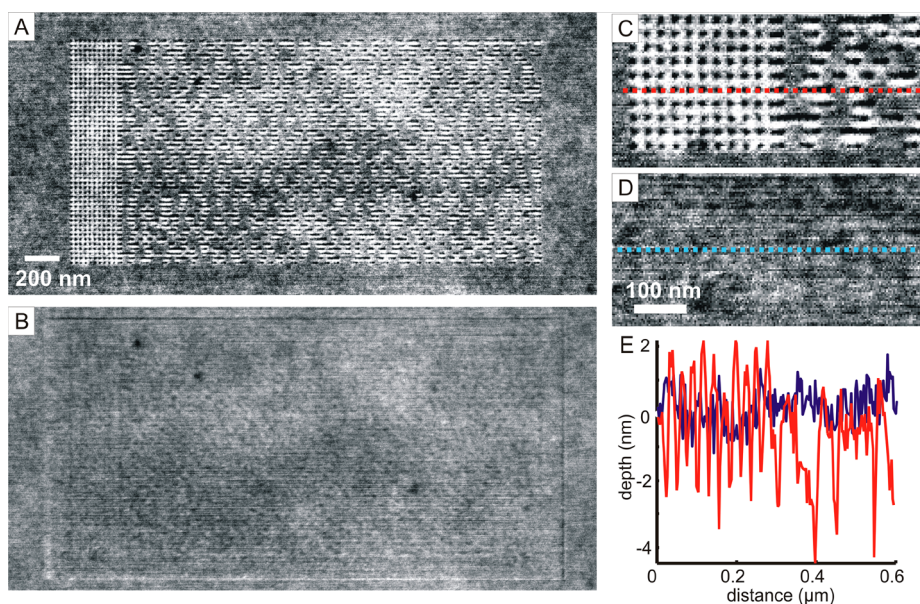 A
200 nm
B
C
D
100 nm
E
2
0
-2
-4
depth (nm)
0
0.2
0.4
0.6
distance (µm)